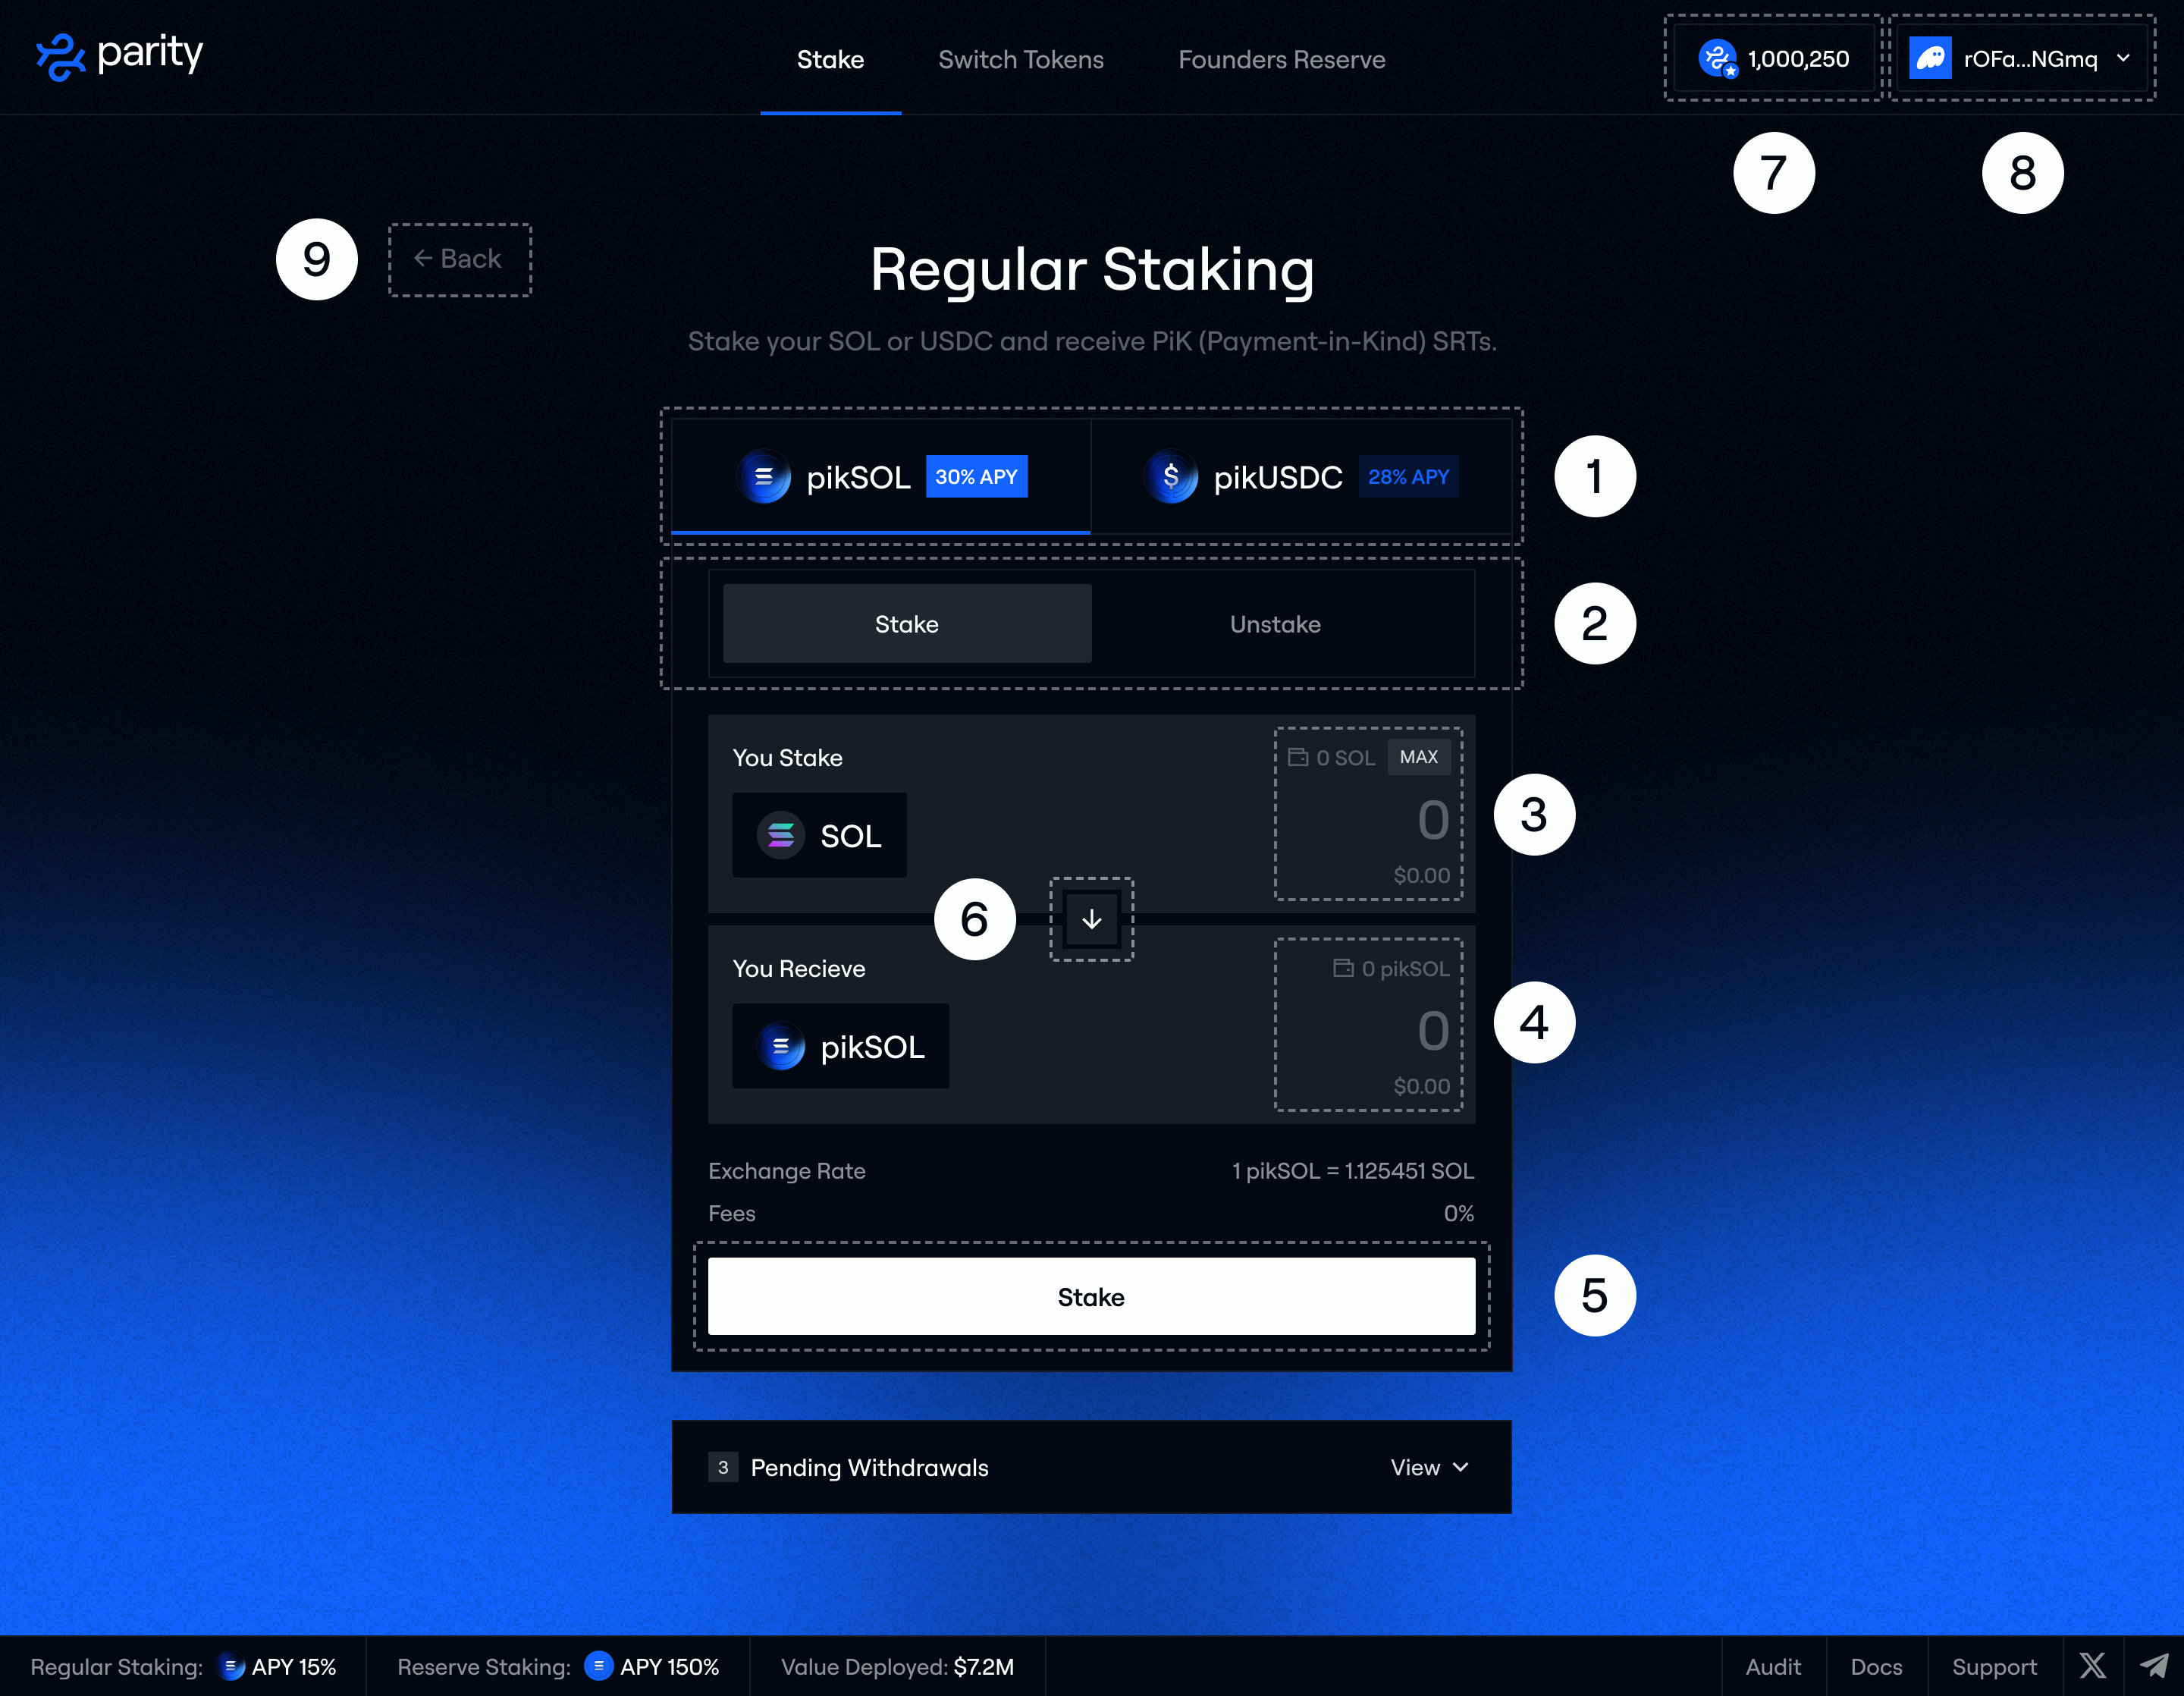 parity
Stake
Switch Tokens
Founders Reserve
1,000,250
rOFa...NGmq
7
8
9
← Back
Regular Staking
Stake your SOL or USDC and receive PiK (Payment-in-Kind) SRTs.
pikSOL 30% APY
pikUSDC 28% APY
1
Stake
Unstake
2
You Stake
0 SOL MAX
SOL
0
$0.00
3
6
↓
You Recieve
0 pikSOL
pikSOL
0
$0.00
4
Exchange Rate
1 pikSOL = 1.125451 SOL
Fees
0%
Stake
5
3 Pending Withdrawals
View
Regular Staking: APY 15%
Reserve Staking: APY 150%
Value Deployed: $7.2M
Audit
Docs
Support